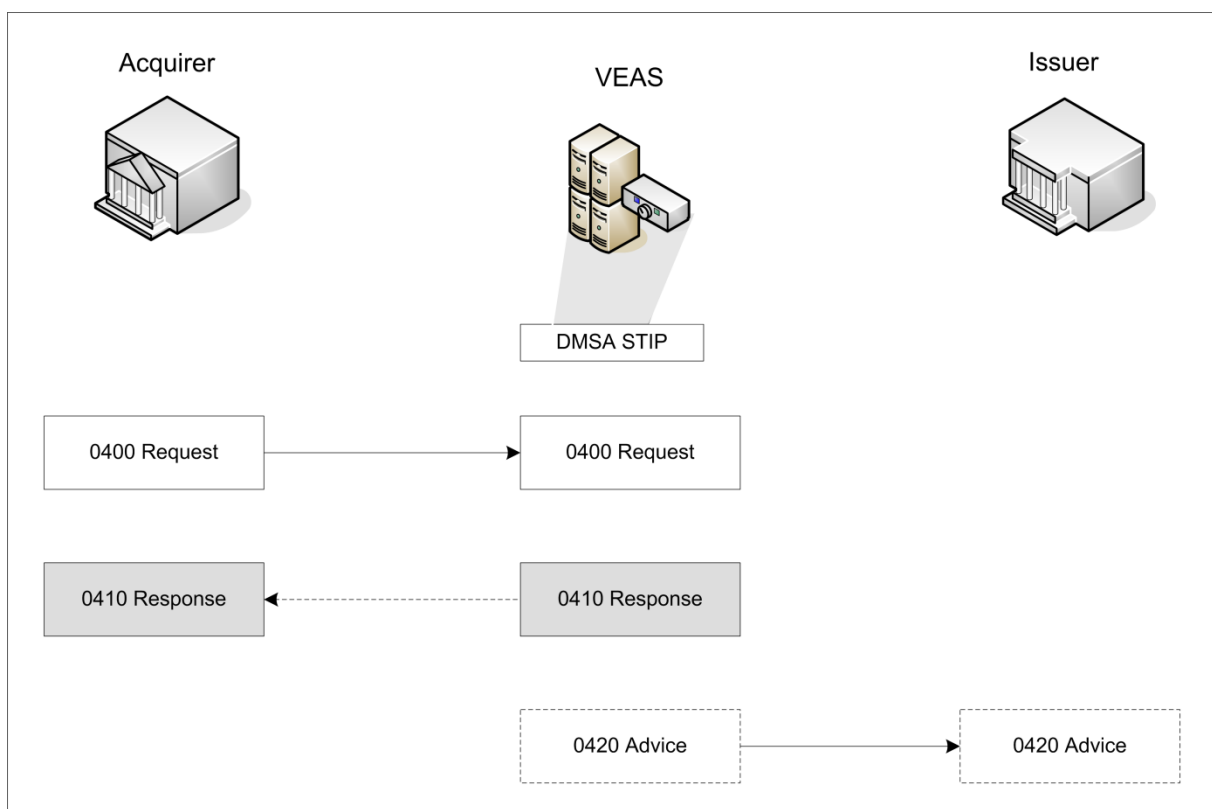 Acquirer
VEAS
Issuer
DMSA STIP
0400 Request
0400 Request
0410 Response
0410 Response
0420 Advice
0420 Advice